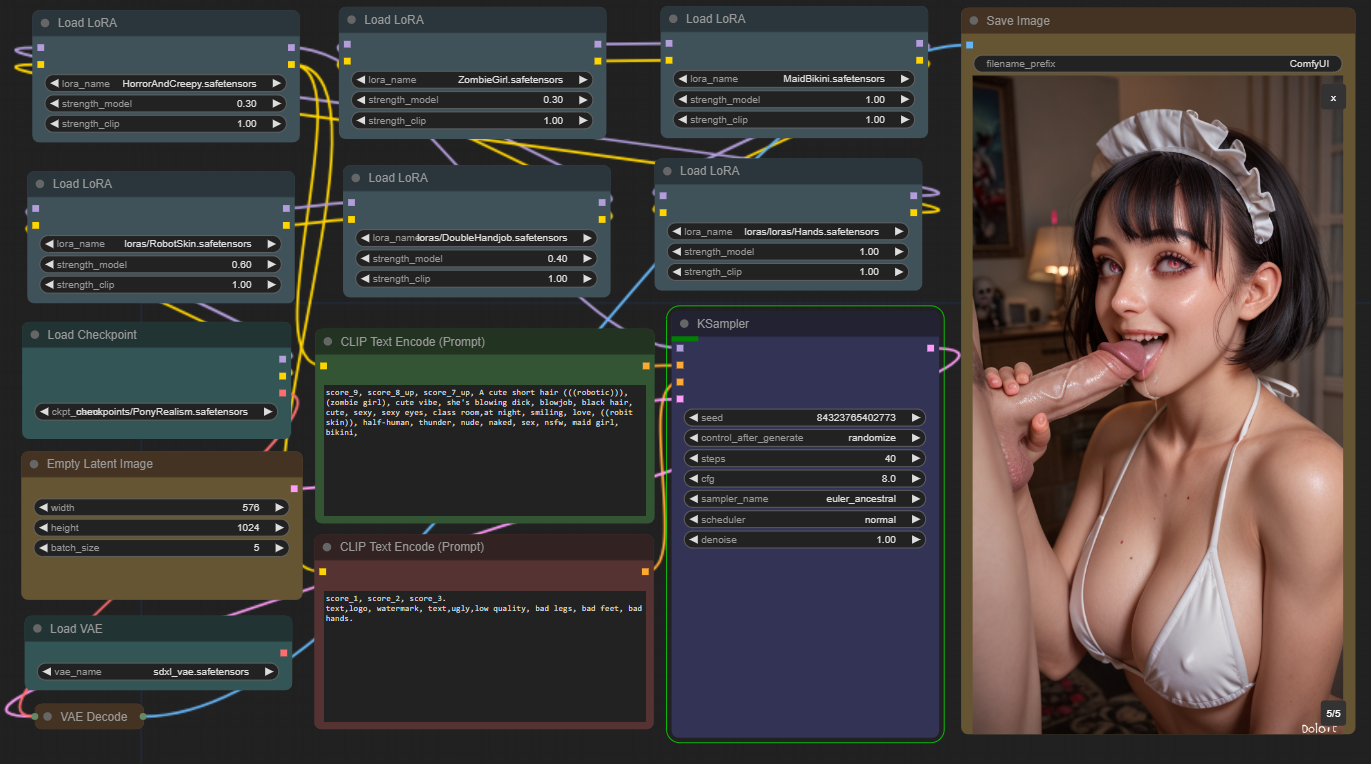 Load LoRA
lora_name HorrorAndCreepy.safetensors
strength_model 0.30
strength_clip 1.00
Load LoRA
lora_name ZombieGirl.safetensors
strength_model 0.30
strength_clip 1.00
Load LoRA
lora_name MaidBikini.safetensors
strength_model 1.00
strength_clip 1.00
Load LoRA
lora_name loras/RobotSkin.safetensors
strength_model 0.60
strength_clip 1.00
Load LoRA
lora_name loras/DoubleHandjob.safetensors
strength_model 0.40
strength_clip 1.00
Load LoRA
lora_name loras/loras/Hands.safetensors
strength_model 1.00
strength_clip 1.00
Load Checkpoint
ckpt_ checkpoints/PonyRealism.safetensors
Empty Latent Image
width 576
height 1024
batch_size 5
Load VAE
vae_name sdxl_vae.safetensors
VAE Decode
CLIP Text Encode (Prompt)
score_9, score_8_up, score_7_up, A cute short hair (((robotic))),
(zombie girl), cute vibe, she's blowing dick, blowjob, black hair,
cute, sexy, sexy eyes, class room,at night, smiling, love, ((robit
skin)), half-human, thunder, nude, naked, sex, nsfw, maid girl,
bikini,
CLIP Text Encode (Prompt)
score_1, score_2, score_3.
text,logo, watermark, text,ugly,low quality, bad legs, bad feet, bad
hands.
KSampler
seed 84323765402773
control_after_generate randomize
steps 40
cfg 8.0
sampler_name euler_ancestral
scheduler normal
denoise 1.00
Save Image
filename_prefix ComfyUI
x
5/5